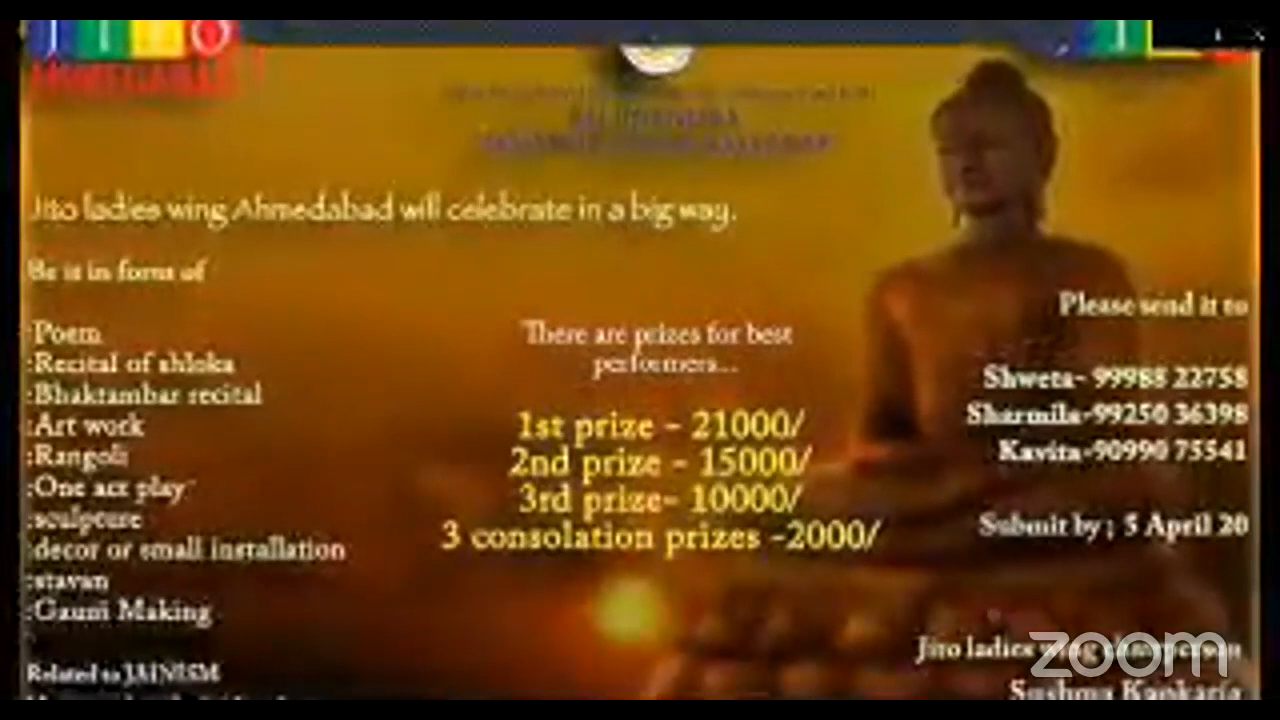 JITO
Jito ladies wing Ahmedabad will celebrate in a big way.
Be it in form of
:Poem
:Recital of shloka
:Bhaktambar recital
:Art work
:Rangoli
:One act play
:sculpture
:decor or small installation
:stavan
:Gauni Making
Related to JAINISM
There are prizes for best
performers...
1st prize - 21000/
2nd prize - 15000/
3rd prize- 10000/
3 consolation prizes -2000/
Please send it to
Shweta- 99988 22758
Sharmila-99250 36398
Kavita-90990 75541
Submit by ; 5 April 20
Jito ladies wing chairperson
Sushma
zoom